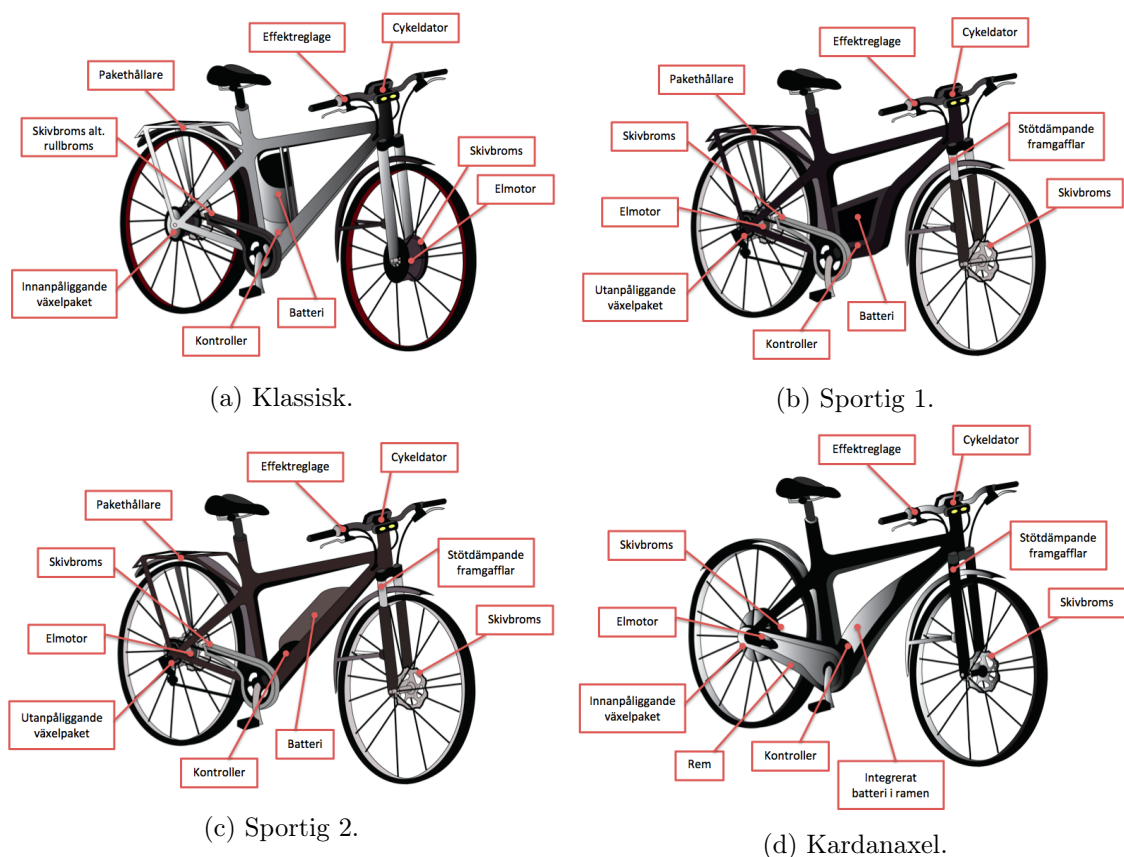 Cykeldator
Effektreglage
Pakethållare
Skivbroms alt.
rullbroms
Skivbroms
Elmotor
Innanpåliggande
växelpaket
Batteri
Kontroller
(a) Klassisk.
Cykeldator
Effektreglage
Pakethållare
Skivbroms
Stötdämpande
framgafflar
Skivbroms
Elmotor
Utanpåliggande
växelpaket
Batteri
Kontroller
(b) Sportig 1.
Cykeldator
Effektreglage
Pakethållare
Skivbroms
Stötdämpande
framgafflar
Skivbroms
Elmotor
Utanpåliggande
växelpaket
Batteri
Kontroller
(c) Sportig 2.
Cykeldator
Effektreglage
Skivbroms
Stötdämpande
framgafflar
Skivbroms
Elmotor
Innanpåliggande
växelpaket
Rem
Kontroller
Integrerat
batteri i ramen
(d) Kardanaxel.